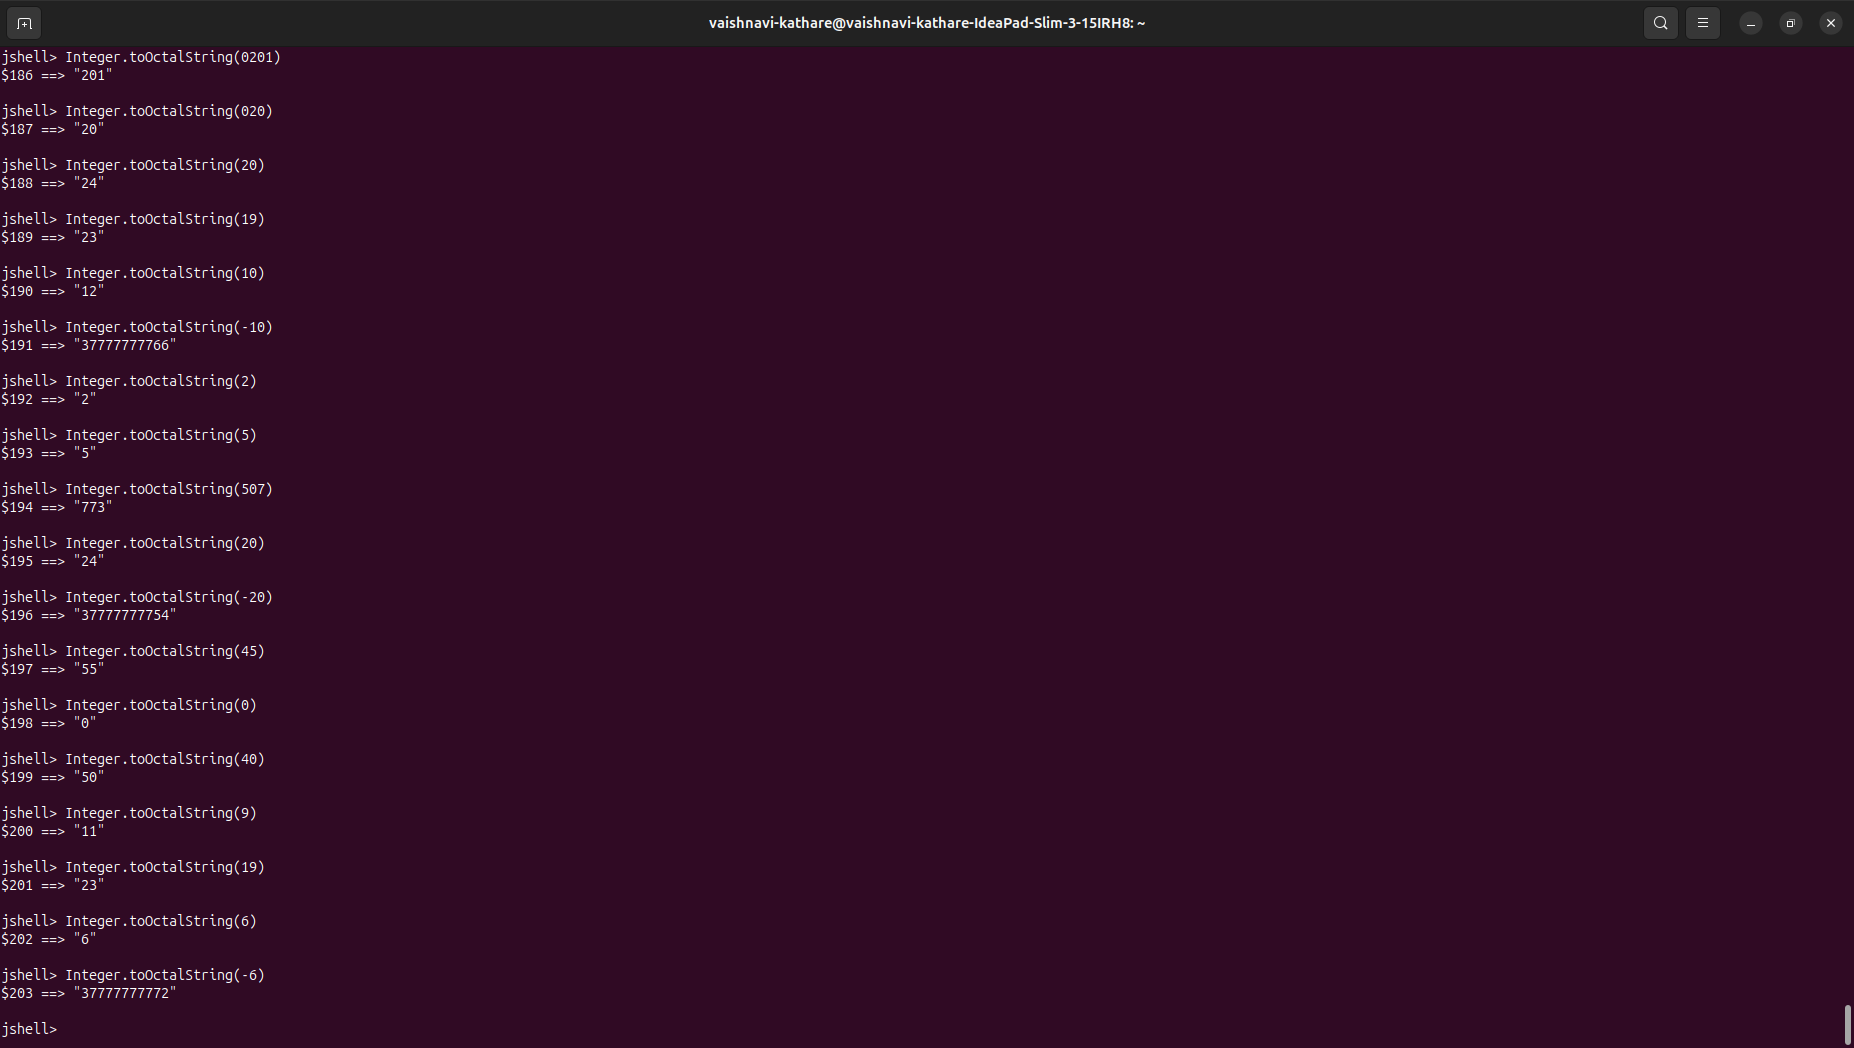 vaishnavi-kathare@vaishnavi-kathare-IdeaPad-Slim-3-15IRH8: ~
jshell> Integer.toOctalString(0201)
$186 ==> "201"
jshell> Integer.toOctalString(020)
$187 ==> "20"
jshell> Integer.toOctalString(20)
$188 ==> "24"
jshell> Integer.toOctalString(19)
$189 ==> "23"
jshell> Integer.toOctalString(10)
$190 ==> "12"
jshell> Integer.toOctalString(-10)
$191 ==> "37777777766"
jshell> Integer.toOctalString(2)
$192 ==> "2"
jshell> Integer.toOctalString(5)
$193 ==> "5"
jshell> Integer.toOctalString(507)
$194 ==> "773"
jshell> Integer.toOctalString(20)
$195 ==> "24"
jshell> Integer.toOctalString(-20)
$196 ==> "37777777754"
jshell> Integer.toOctalString(45)
$197 ==> "55"
jshell> Integer.toOctalString(0)
$198 ==> "0"
jshell> Integer.toOctalString(40)
$199 ==> "50"
jshell> Integer.toOctalString(9)
$200 ==> "11"
jshell> Integer.toOctalString(19)
$201 ==> "23"
jshell> Integer.toOctalString(6)
$202 ==> "6"
jshell> Integer.toOctalString(-6)
$203 ==> "37777777772"
jshell>